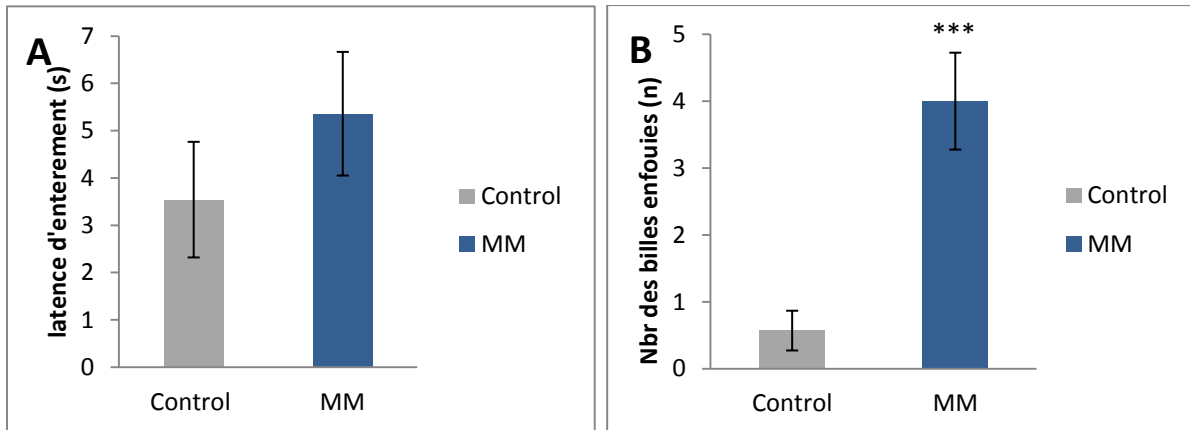 A
latence d'enterement (s)
7
6
5
4
3
2
1
0
Control
MM
Control
MM
B
Nbr des billes enfouies (n)
5
4
3
2
1
0
***
Control
MM
Control
MM